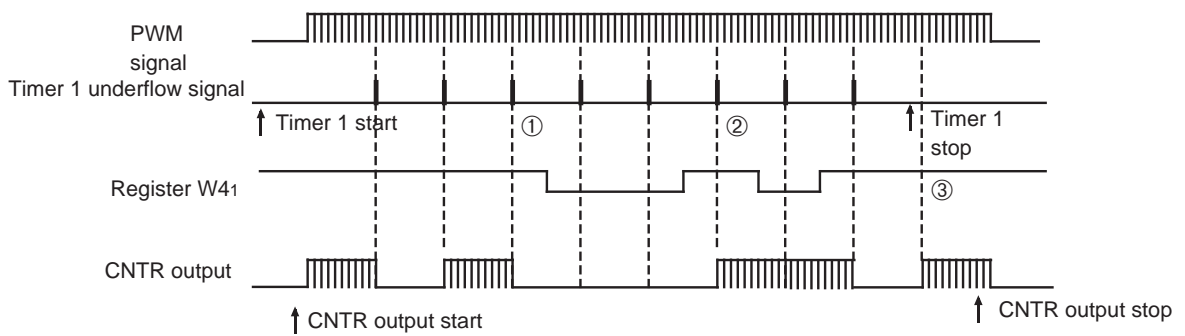 PWM
signal
Timer 1 underflow signal
Timer 1 start
①
②
Timer 1
stop
Register W41
③
CNTR output
CNTR output start
CNTR output stop